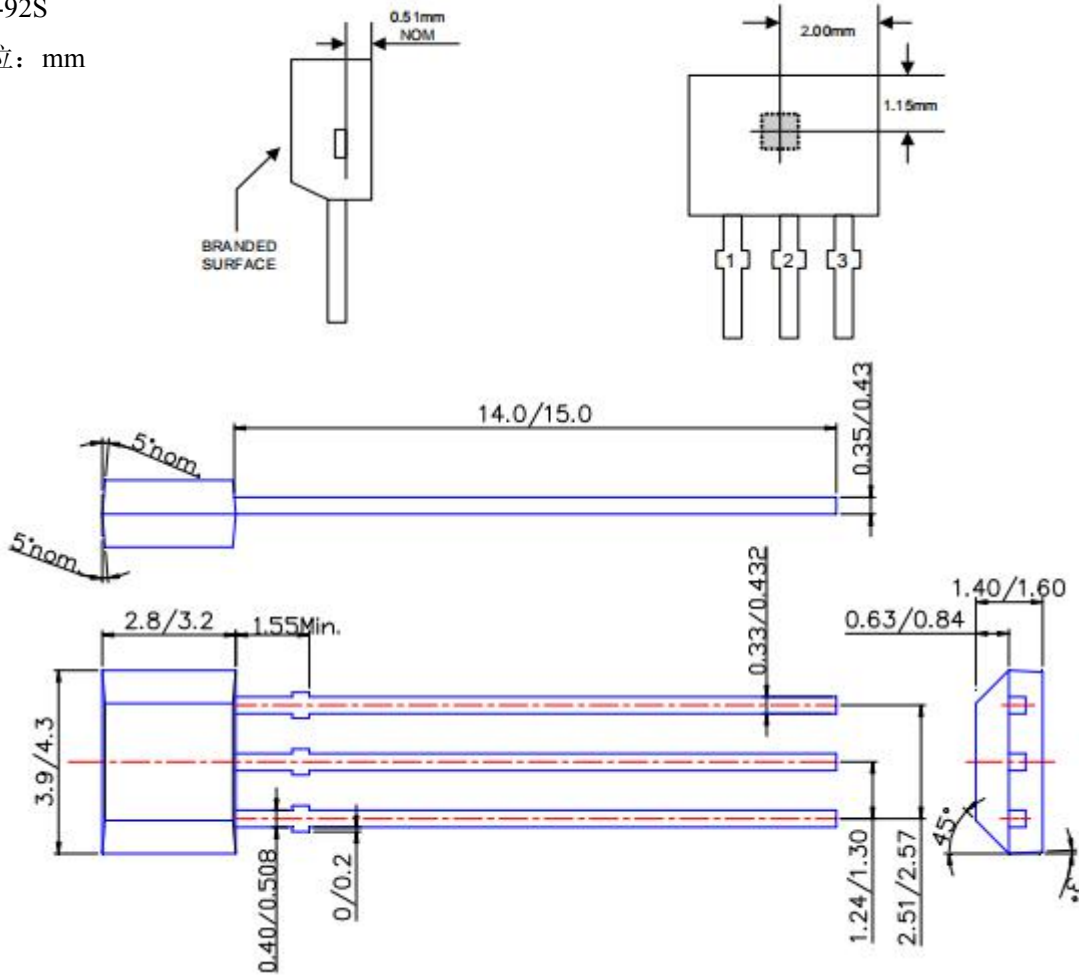 -92S
位：mm
0.51mm
NOM
2.00mm
1.15mm
BRANDED
SURFACE
1
2
3
14.0/15.0
0.35/0.43
5°nom.
5°nom.
2.8/3.2
1.55Min.
0.33/0.432
1.40/1.60
0.63/0.84
3.9/4.3
0.40/0.508
0/0.2
1.24/1.30
2.51/2.57
45°
3°